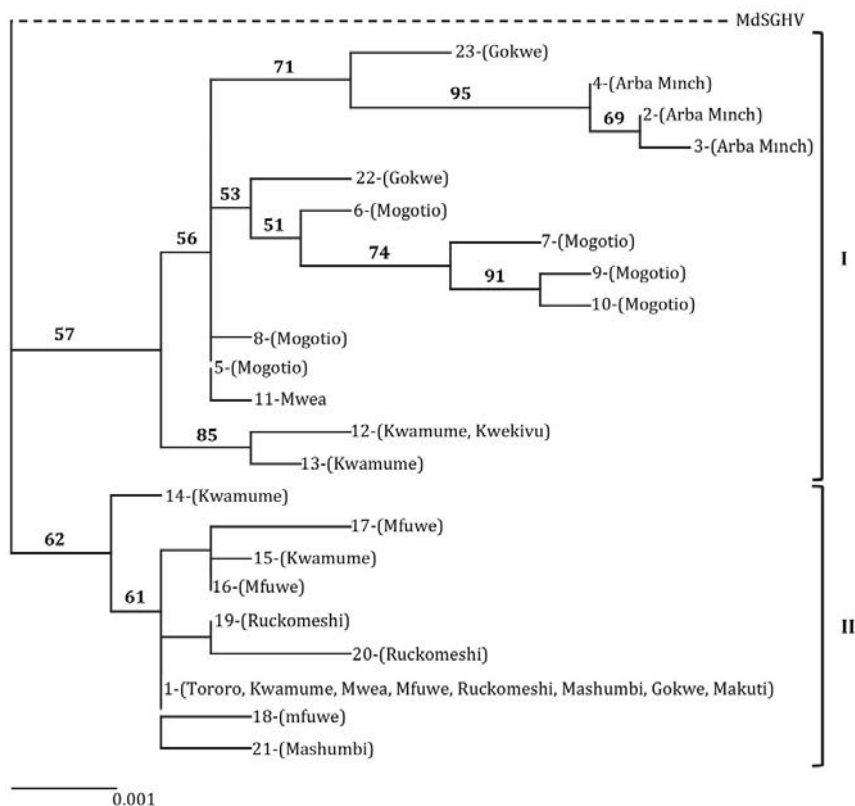 MdSGHV
71
23-(Gokwe)
4-(Arba Mınch)
95
2-(Arba Mınch)
69
3-(Arba Mınch)
22-(Gokwe)
53
6-(Mogotio)
51
56
7-(Mogotio)
74
9-(Mogotio)
91
I
10-(Mogotio)
57
8-(Mogotio)
5-(Mogotio)
11-Mwea
12-(Kwamume, Kwekivu)
85
13-(Kwamume)
14-(Kwamume)
17-(Mfuwe)
62
15-(Kwamume)
16-(Mfuwe)
61
19-(Ruckomeshi)
II
20-(Ruckomeshi)
1-(Tororo, Kwamume, Mwea, Mfuwe, Ruckomeshi, Mashumbi, Gokwe, Makuti)
18-(mfuwe)
21-(Mashumbi)
0.001